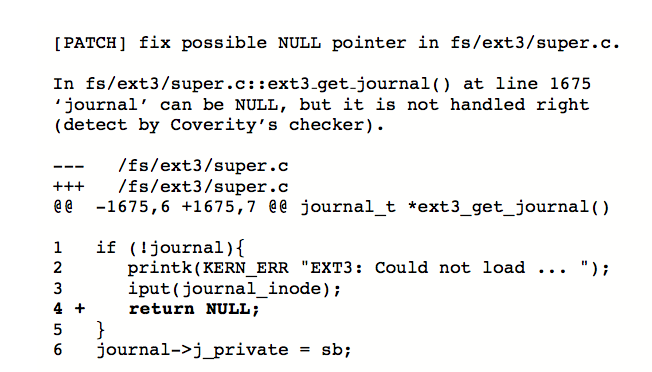 [PATCH] fix possible NULL pointer in fs/ext3/super.c.
In fs/ext3/super.c::ext3_get_journal() at line 1675
‘journal’ can be NULL, but it is not handled right
(detect by Coverity’s checker).
--- /fs/ext3/super.c
+++ /fs/ext3/super.c
@@ -1675,6 +1675,7 @@ journal_t *ext3_get_journal()
1 if (!journal){
2 printk(KERN_ERR "EXT3: Could not load ... ");
3 iput(journal_inode);
4 + return NULL;
5 }
6 journal->j_private = sb;